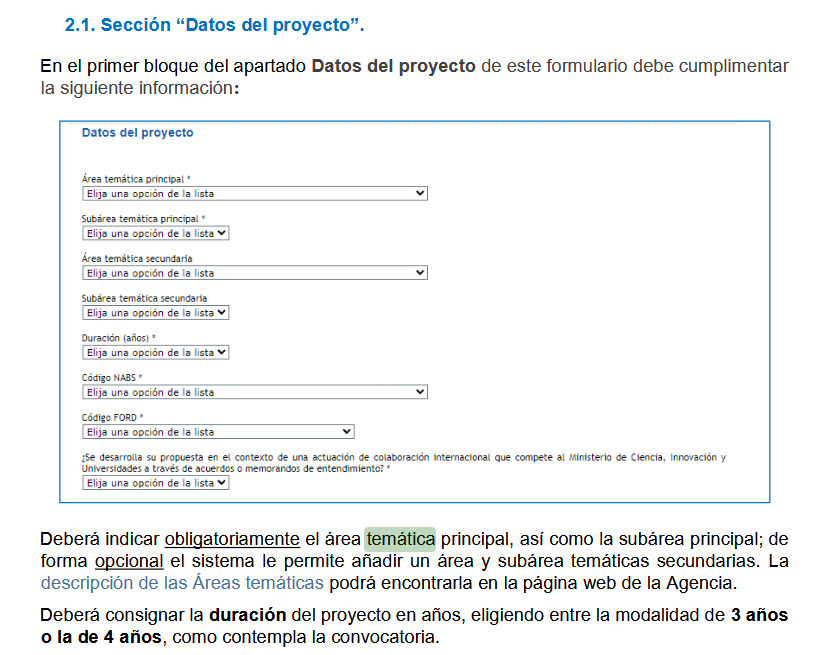 2.1. Sección “Datos del proyecto”.
En el primer bloque del apartado Datos del proyecto de este formulario debe cumplimentar
la siguiente información:
Datos del proyecto
Área temática principal *
Elija una opción de la lista
Subárea temática principal *
Elija una opción de la lista
Área temática secundaria
Elija una opción de la lista
Subárea temática secundaria
Elija una opción de la lista
Duración (años) *
Elija una opción de la lista
Código NABS *
Elija una opción de la lista
Código FORD *
Elija una opción de la lista
¿Se desarrolla su propuesta en el contexto de una actuación de colaboración internacional que compete al Ministerio de Ciencia, Innovación y
Universidades a través de acuerdos o memorandos de entendimiento? *
Elija una opción de la lista
Deberá indicar obligatoriamente el área temática principal, así como la subárea principal; de
forma opcional el sistema le permite añadir un área y subárea temáticas secundarias. La
descripción de las Áreas temáticas podrá encontrarla en la página web de la Agencia.
Deberá consignar la duración del proyecto en años, eligiendo entre la modalidad de 3 años
o la de 4 años, como contempla la convocatoria.